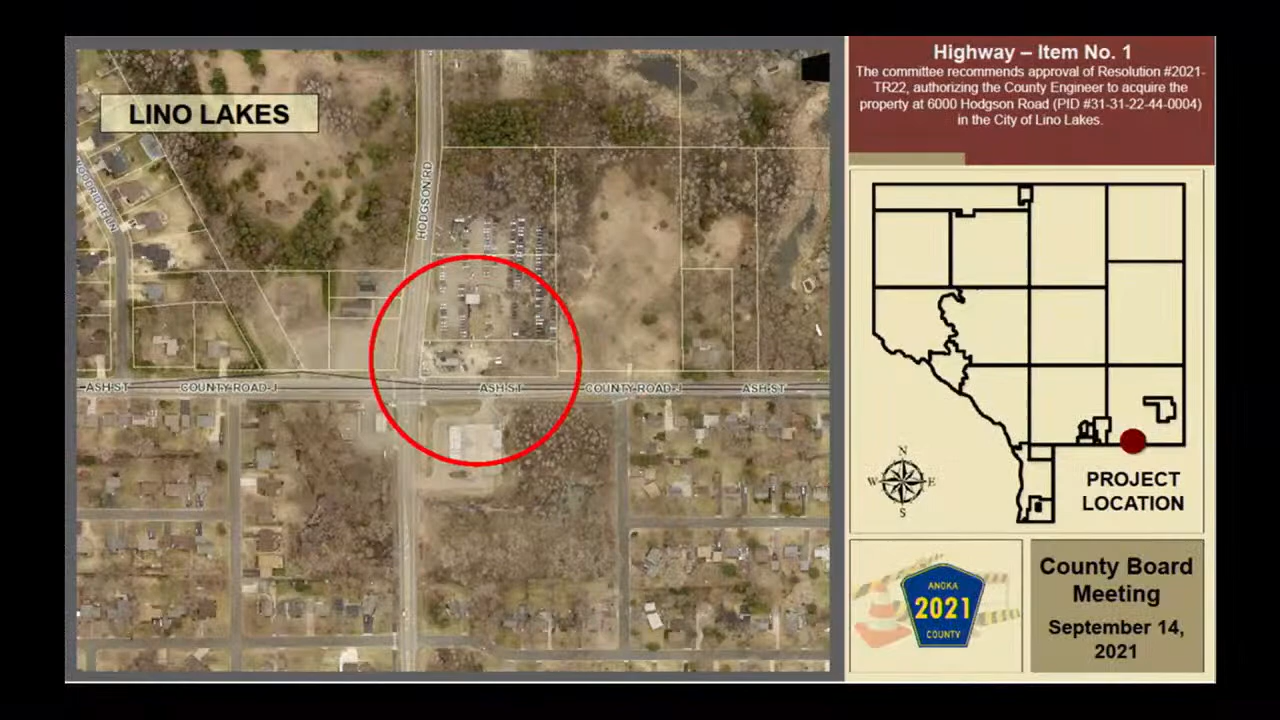 LINO LAKES
WOODRIDGE LN
HODGSON RD
ASH ST
COUNTY ROAD J
ASH ST
COUNTY ROAD J
ASH ST
Highway – Item No. 1
The committee recommends approval of Resolution #2021-
TR22, authorizing the County Engineer to acquire the
property at 6000 Hodgson Road (PID #31-31-22-44-0004)
in the City of Lino Lakes.
N
W
E
S
PROJECT
LOCATION
ANOKA
2021
COUNTY
County Board
Meeting
September 14,
2021